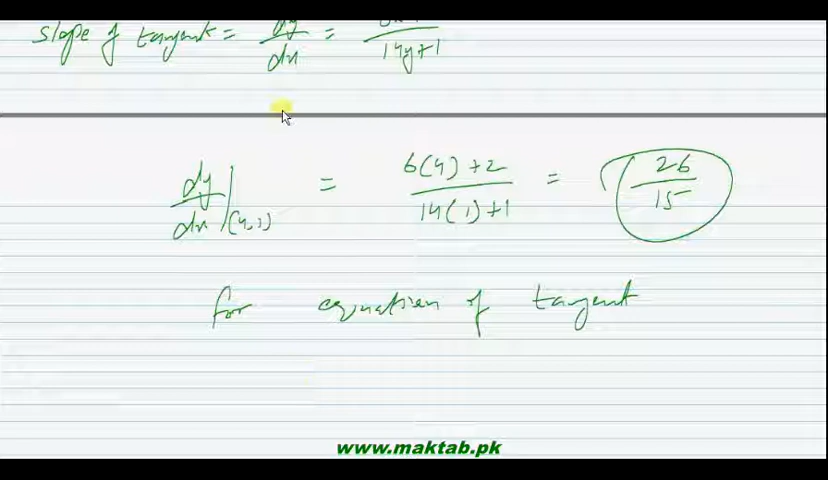 slope of tangent = dy/dx = /14y+1
dy/dx|(4,1) = 6(4)+2/14(1)+1 = 26/15
for equation of tangent
www.maktab.pk